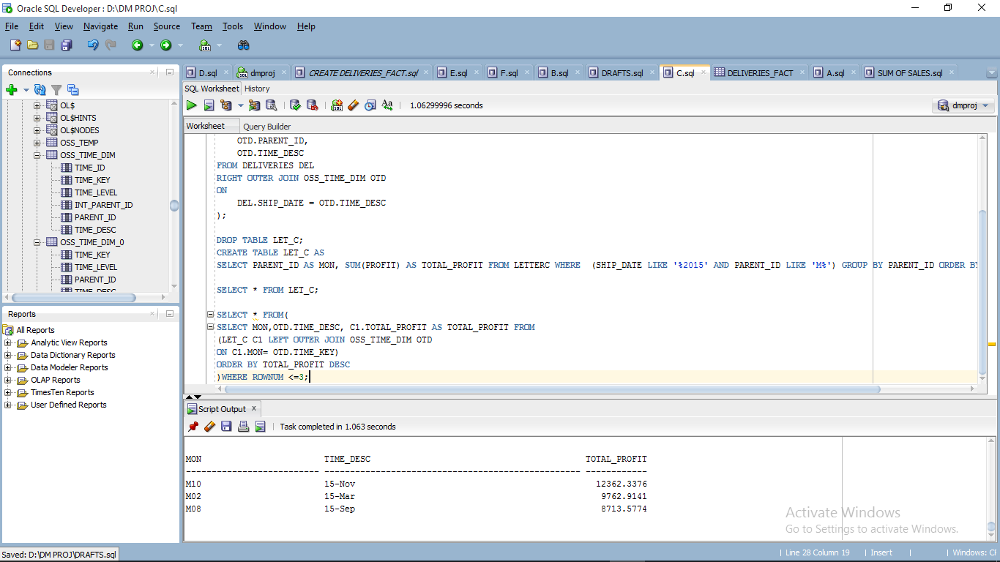 Oracle SQL Developer : D:\DM PROJ\C.sql
File Edit View Navigate Run Source Team Tools Window Help
Connections
D.sql dmproj CREATE DELIVERIES_FACT.sql E.sql F.sql B.sql DRAFTS.sql C.sql DELIVERIES_FACT A.sql SUM OF SALES.sql
SQL Worksheet History
1.06299996 seconds
dmproj
Worksheet Query Builder
OL$
OL$HINTS
OL$NODES
OSS_TEMP
OSS_TIME_DIM
TIME_ID
TIME_KEY
TIME_LEVEL
INT_PARENT_ID
PARENT_ID
TIME_DESC
OSS_TIME_DIM_0
TIME_KEY
TIME_LEVEL
PARENT_ID
TIME_DESC
Reports
All Reports
Analytic View Reports
Data Dictionary Reports
Data Modeler Reports
OLAP Reports
TimesTen Reports
User Defined Reports
OTD.PARENT_ID,
OTD.TIME_DESC
FROM DELIVERIES DEL
RIGHT OUTER JOIN OSS_TIME_DIM OTD
ON
DEL.SHIP_DATE = OTD.TIME_DESC
);
DROP TABLE LET_C;
CREATE TABLE LET_C AS
SELECT PARENT_ID AS MON, SUM(PROFIT) AS TOTAL_PROFIT FROM LETTERC WHERE (SHIP_DATE LIKE '%2015' AND PARENT_ID LIKE 'M%') GROUP BY PARENT_ID ORDER BY
SELECT * FROM LET_C;
SELECT * FROM(
SELECT MON,OTD.TIME_DESC, C1.TOTAL_PROFIT AS TOTAL_PROFIT FROM
(LET_C C1 LEFT OUTER JOIN OSS_TIME_DIM OTD
ON C1.MON= OTD.TIME_KEY)
ORDER BY TOTAL_PROFIT DESC
)WHERE ROWNUM <=3;
Script Output
Task completed in 1.063 seconds
MON TIME_DESC TOTAL_PROFIT
M10 15-Nov 12362.3376
M02 15-Mar 9762.9141
M08 15-Sep 8713.5774
Activate Windows
Go to Settings to activate Windows.
Saved: D:\DM PROJ\DRAFTS.sql
Line 28 Column 19 Insert Windows: CF